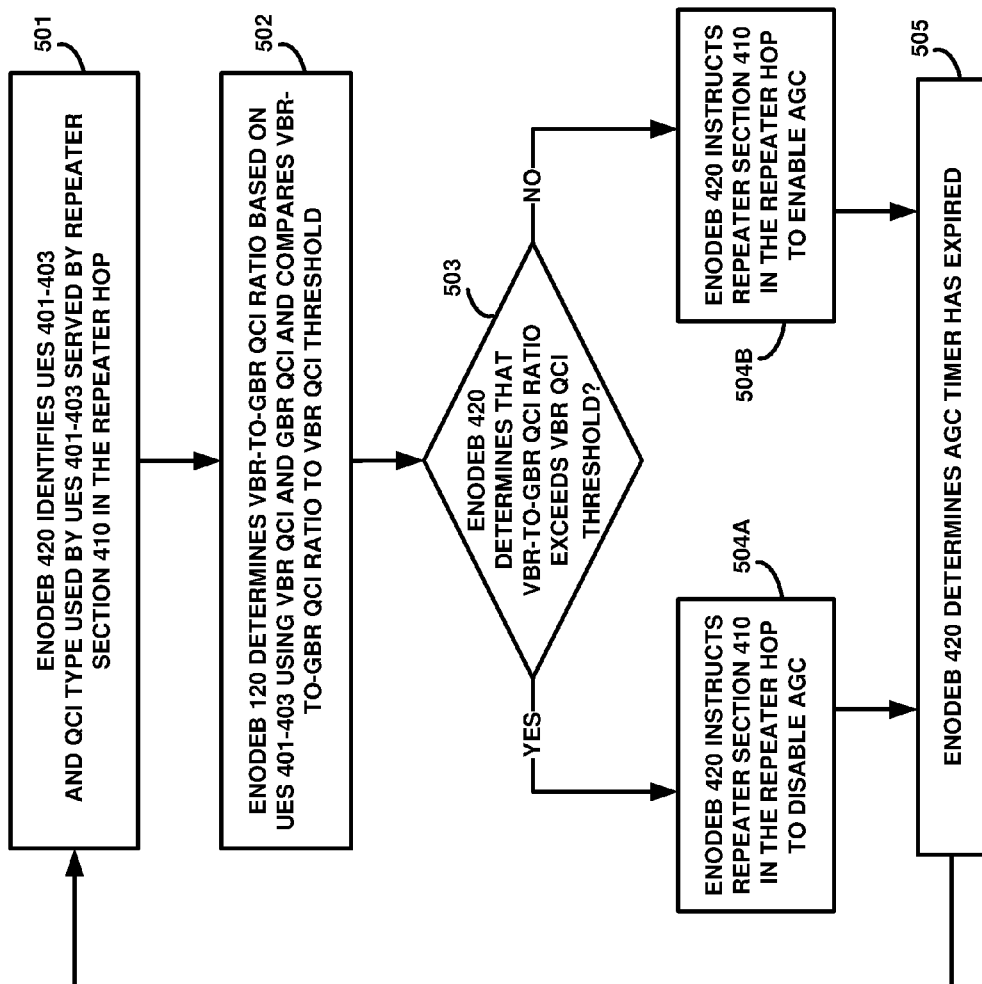 501
ENODEB 420 IDENTIFIES UES 401-403
AND QCI TYPE USED BY UES 401-403 SERVED BY REPEATER
SECTION 410 IN THE REPEATER HOP
502
ENODEB 120 DETERMINES VBR-TO-GBR QCI RATIO BASED ON
UES 401-403 USING VBR QCI AND GBR QCI AND COMPARES VBR-
TO-GBR QCI RATIO TO VBR QCI THRESHOLD
503
ENODEB 420
DETERMINES THAT
VBR-TO-GBR QCI RATIO
EXCEEDS VBR QCI
THRESHOLD?
YES
NO
504A
ENODEB 420 INSTRUCTS
REPEATER SECTION 410
IN THE REPEATER HOP
TO DISABLE AGC
504B
ENODEB 420 INSTRUCTS
REPEATER SECTION 410
IN THE REPEATER HOP
TO ENABLE AGC
505
ENODEB 420 DETERMINES AGC TIMER HAS EXPIRED